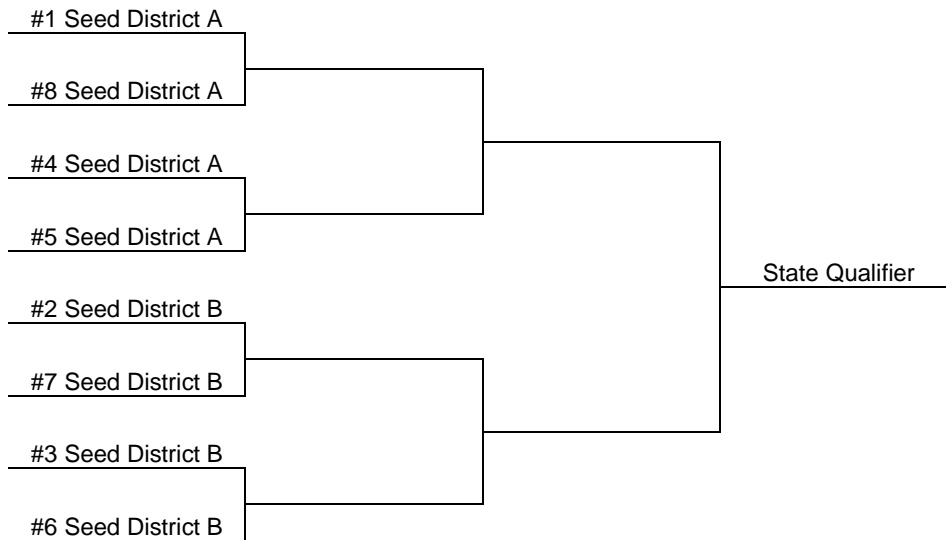 #1 Seed District A
#8 Seed District A
#4 Seed District A
#5 Seed District A
State Qualifier
#2 Seed District B
#7 Seed District B
#3 Seed District B
#6 Seed District B